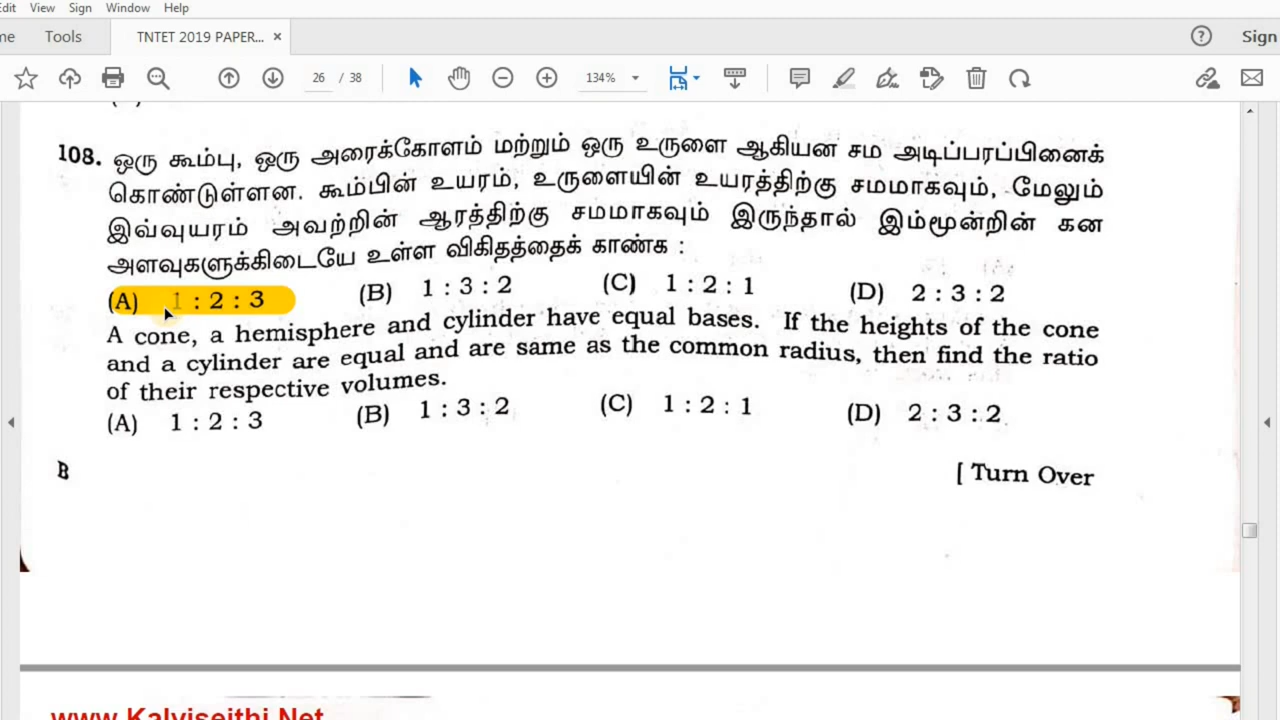 Edit View Sign Window Help
me Tools TNTET 2019 PAPER... × ? Sign
26 / 38 134%
108. ஒரு கூம்பு, ஒரு அரைக்கோளம் மற்றும் ஒரு உருளை ஆகியன சம அடிப்பரப்பினைக்
கொண்டுள்ளன. கூம்பின் உயரம், உருளையின் உயரத்திற்கு சமமாகவும், மேலும்
இவ்வுயரம் அவற்றின் ஆரத்திற்கு சமமாகவும் இருந்தால் இம்மூன்றின் கன
அளவுகளுக்கிடையே உள்ள விகிதத்தைக் காண்க :
(A) 1 : 2 : 3 (B) 1 : 3 : 2 (C) 1 : 2 : 1 (D) 2 : 3 : 2
A cone, a hemisphere and cylinder have equal bases. If the heights of the cone
and a cylinder are equal and are same as the common radius, then find the ratio
of their respective volumes.
(A) 1 : 2 : 3 (B) 1 : 3 : 2 (C) 1 : 2 : 1 (D) 2 : 3 : 2
B [ Turn Over
www.Kalviseithi.Net